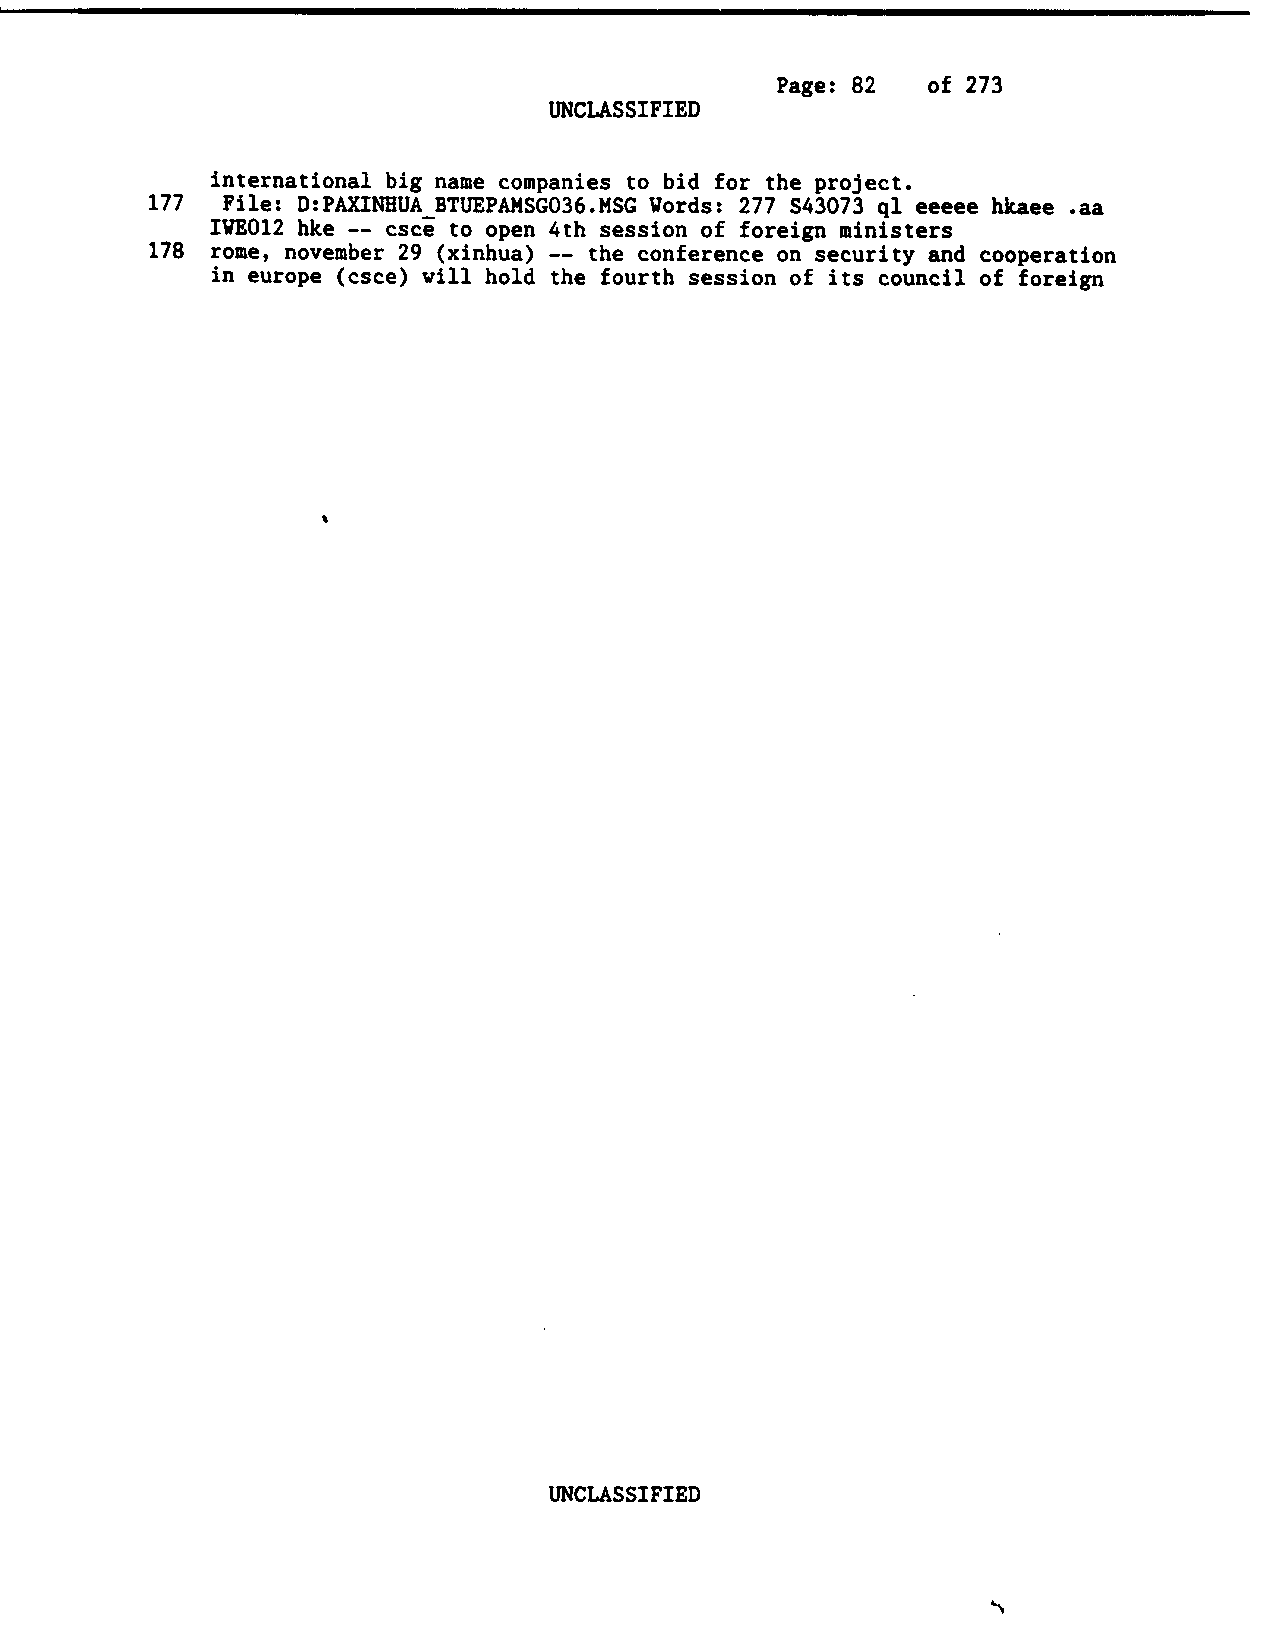 Page: 82 of 273
UNCLASSIFIED
international big name companies to bid for the project.
177 File: D:PAXINHUA_BTUEPAMSG036.MSG Words: 277 S43073 ql eeeee hkaee .aa
IWE012 hke -- csce to open 4th session of foreign ministers
178 rome, november 29 (xinhua) -- the conference on security and cooperation
in europe (csce) will hold the fourth session of its council of foreign
UNCLASSIFIED